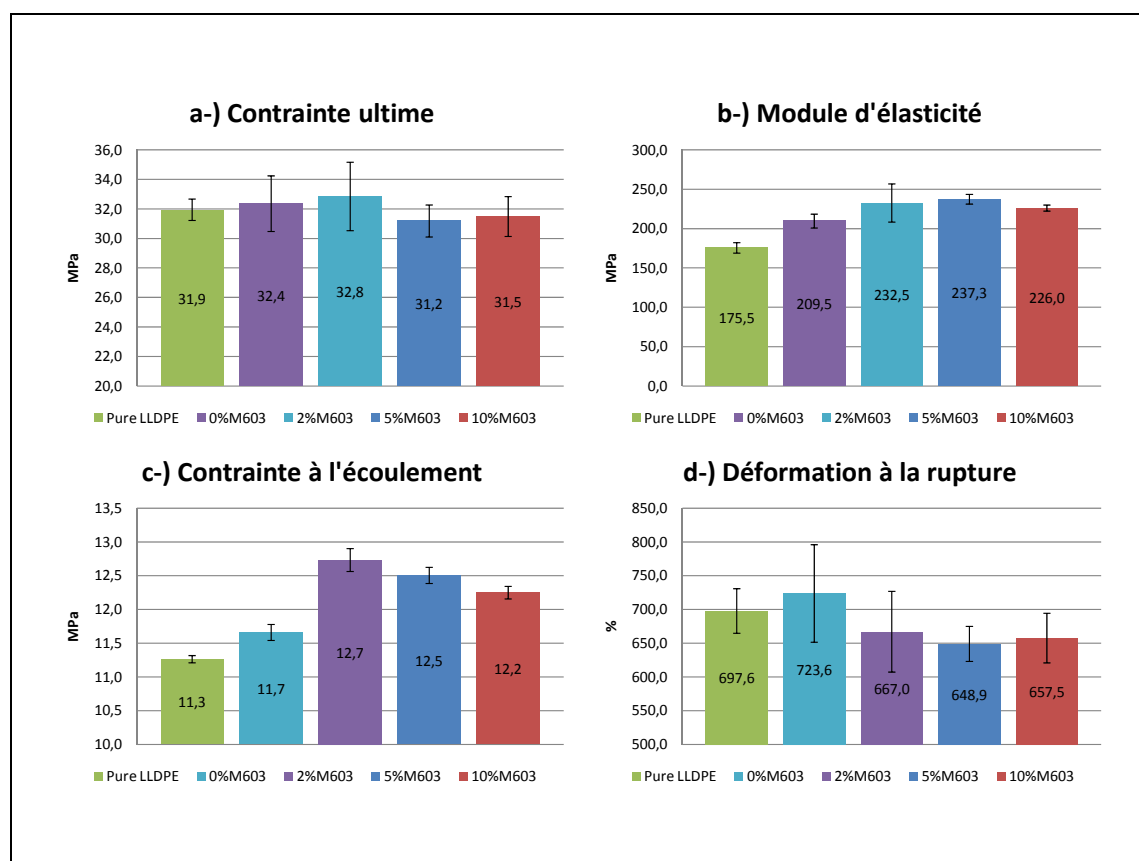 a-) Contrainte ultime
36,0
34,0
32,0
30,0
28,0
26,0
24,0
22,0
20,0
MPa
31,9 32,4 32,8 31,2 31,5
Pure LLDPE 0%M603 2%M603 5%M603 10%M603
b-) Module d'élasticité
300,0
250,0
200,0
150,0
100,0
50,0
0,0
MPa
175,5 209,5 232,5 237,3 226,0
Pure LLDPE 0%M603 2%M603 5%M603 10%M603
c-) Contrainte à l'écoulement
13,5
13,0
12,5
12,0
11,5
11,0
10,5
10,0
MPa
11,3 11,7 12,7 12,5 12,2
Pure LLDPE 0%M603 2%M603 5%M603 10%M603
d-) Déformation à la rupture
850,0
800,0
750,0
700,0
650,0
600,0
550,0
500,0
%
697,6 723,6 667,0 648,9 657,5
Pure LLDPE 0%M603 2%M603 5%M603 10%M603